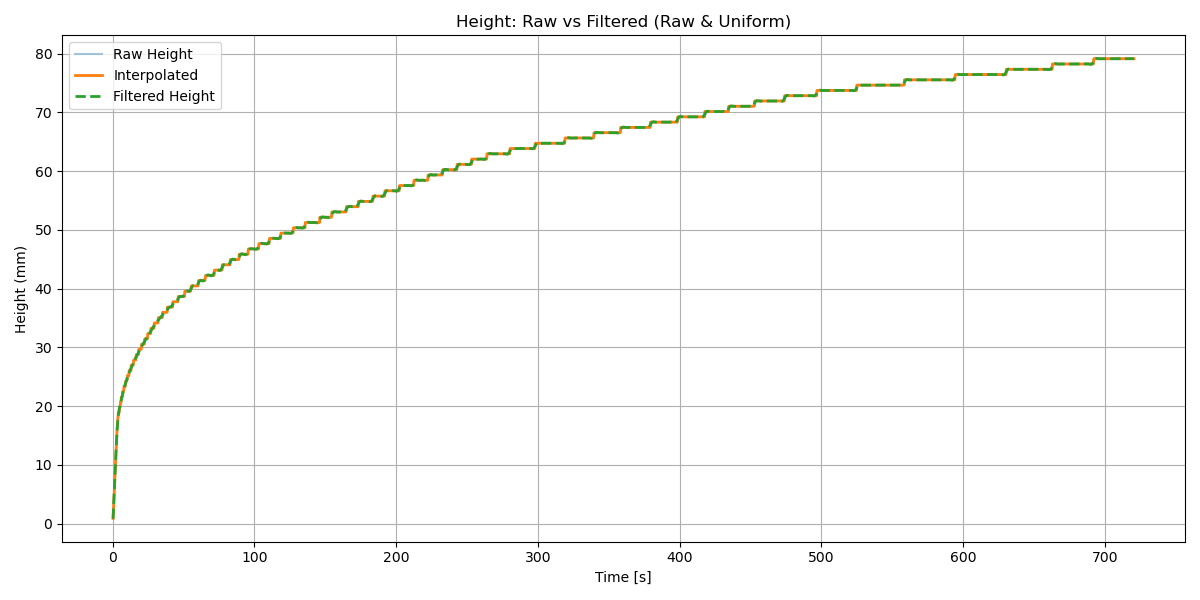 Height: Raw vs Filtered (Raw & Uniform)
Raw Height
Interpolated
Filtered Height
Height (mm)
80
70
60
50
40
30
20
10
0
0 100 200 300 400 500 600 700
Time [s]